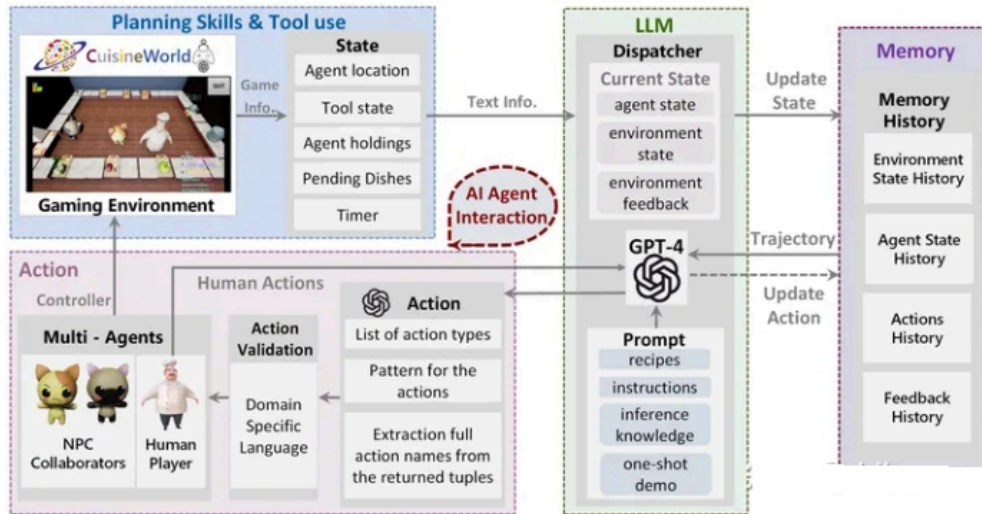 Planning Skills & Tool use
CuisineWorld
Gaming Environment
Game
Info.
State
Agent location
Tool state
Agent holdings
Pending Dishes
Timer
Text Info.
AI Agent
Interaction
LLM
Dispatcher
Current State
agent state
environment
state
environment
feedback
GPT-4
Prompt
recipes
instructions
inference
knowledge
one-shot
demo
Update
State
Trajectory
Update
Action
Memory
Memory
History
Environment
State History
Agent State
History
Actions
History
Feedback
History
Action
Controller
Human Actions
Multi - Agents
NPC
Collaborators
Human
Player
Action
Validation
Domain
Specific
Language
Action
List of action types
Pattern for the
actions
Extraction full
action names from
the returned tuples